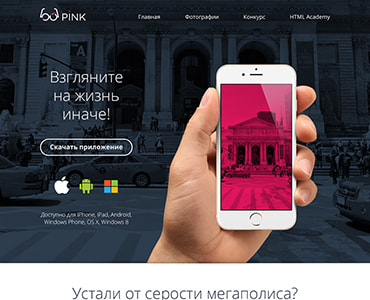 PINK
Главная Фотографии Конкурс HTML Academy
Взгляните
на жизнь
иначе!
Скачать приложение
Доступно для iPhone, iPad, Android,
Windows Phone, OS X, Windows 8
Устали от серости мегаполиса?